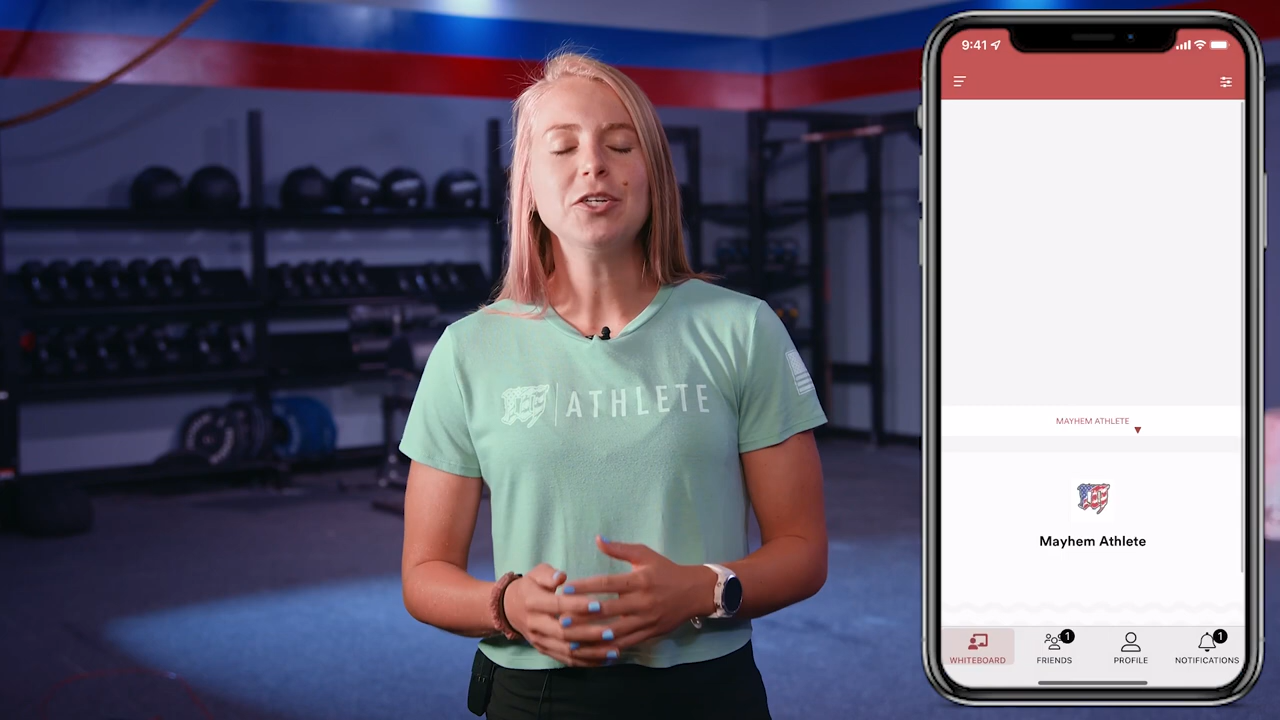 ATHLETE
9:41
MAYHEM ATHLETE
Mayhem Athlete
WHITEBOARD
1
FRIENDS
PROFILE
1
NOTIFICATIONS